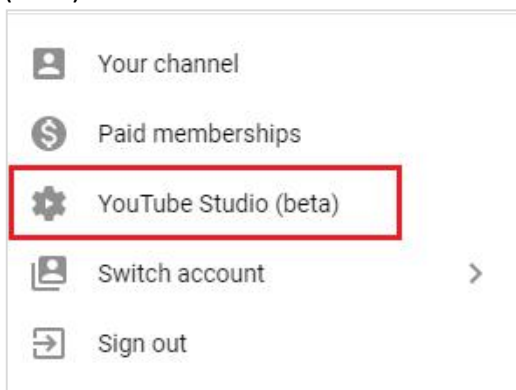 Your channel
Paid memberships
YouTube Studio (beta)
Switch account
Sign out